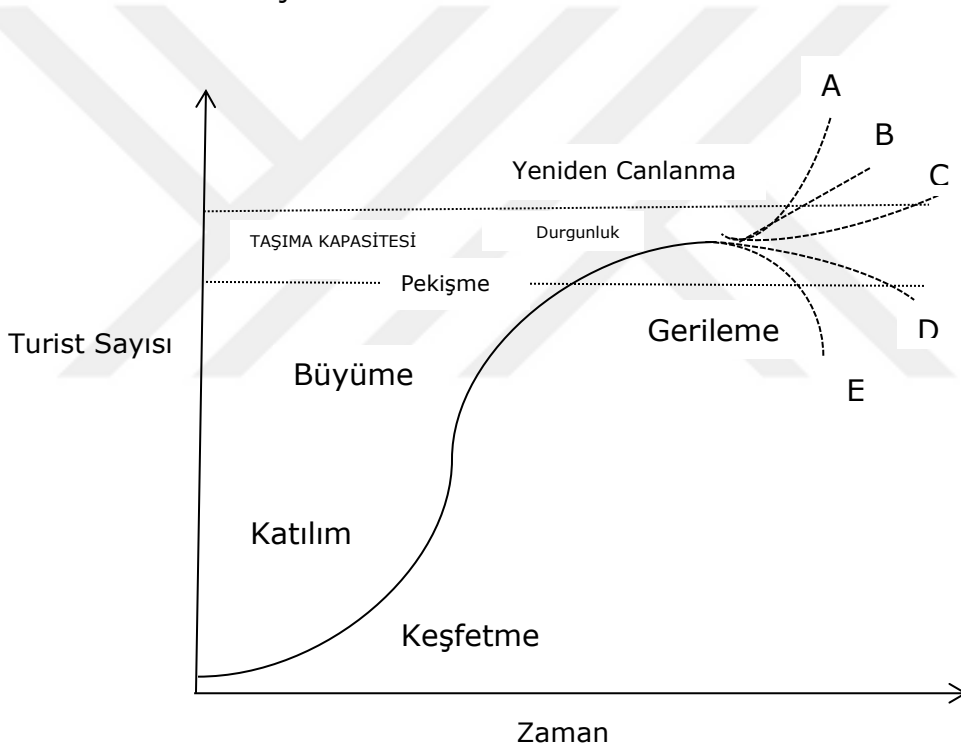 A
B
Yeniden Canlanma
C
TAŞIMA KAPASİTESİ
Durgunluk
Pekişme
Turist Sayısı
Gerileme
D
Büyüme
E
Katılım
Keşfetme
Zaman